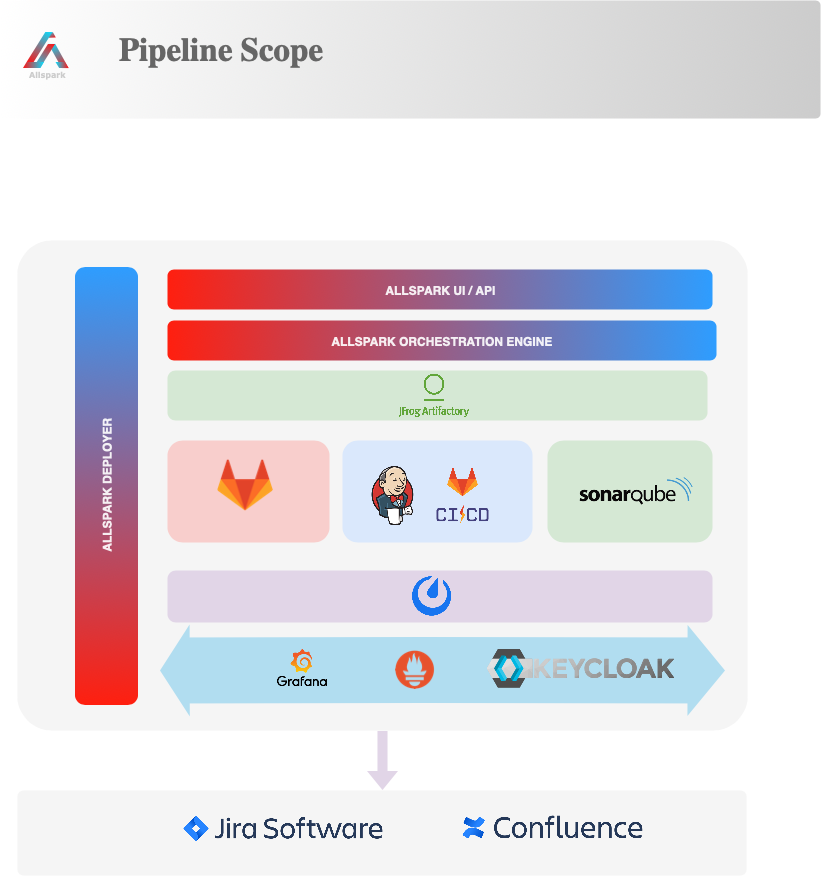 Allspark
Pipeline Scope
ALLSPARK DEPLOYER
ALLSPARK UI / API
ALLSPARK ORCHESTRATION ENGINE
JFrog Artifactory
CI/CD
sonarqube
Grafana
KEYCLOAK
Jira Software
Confluence